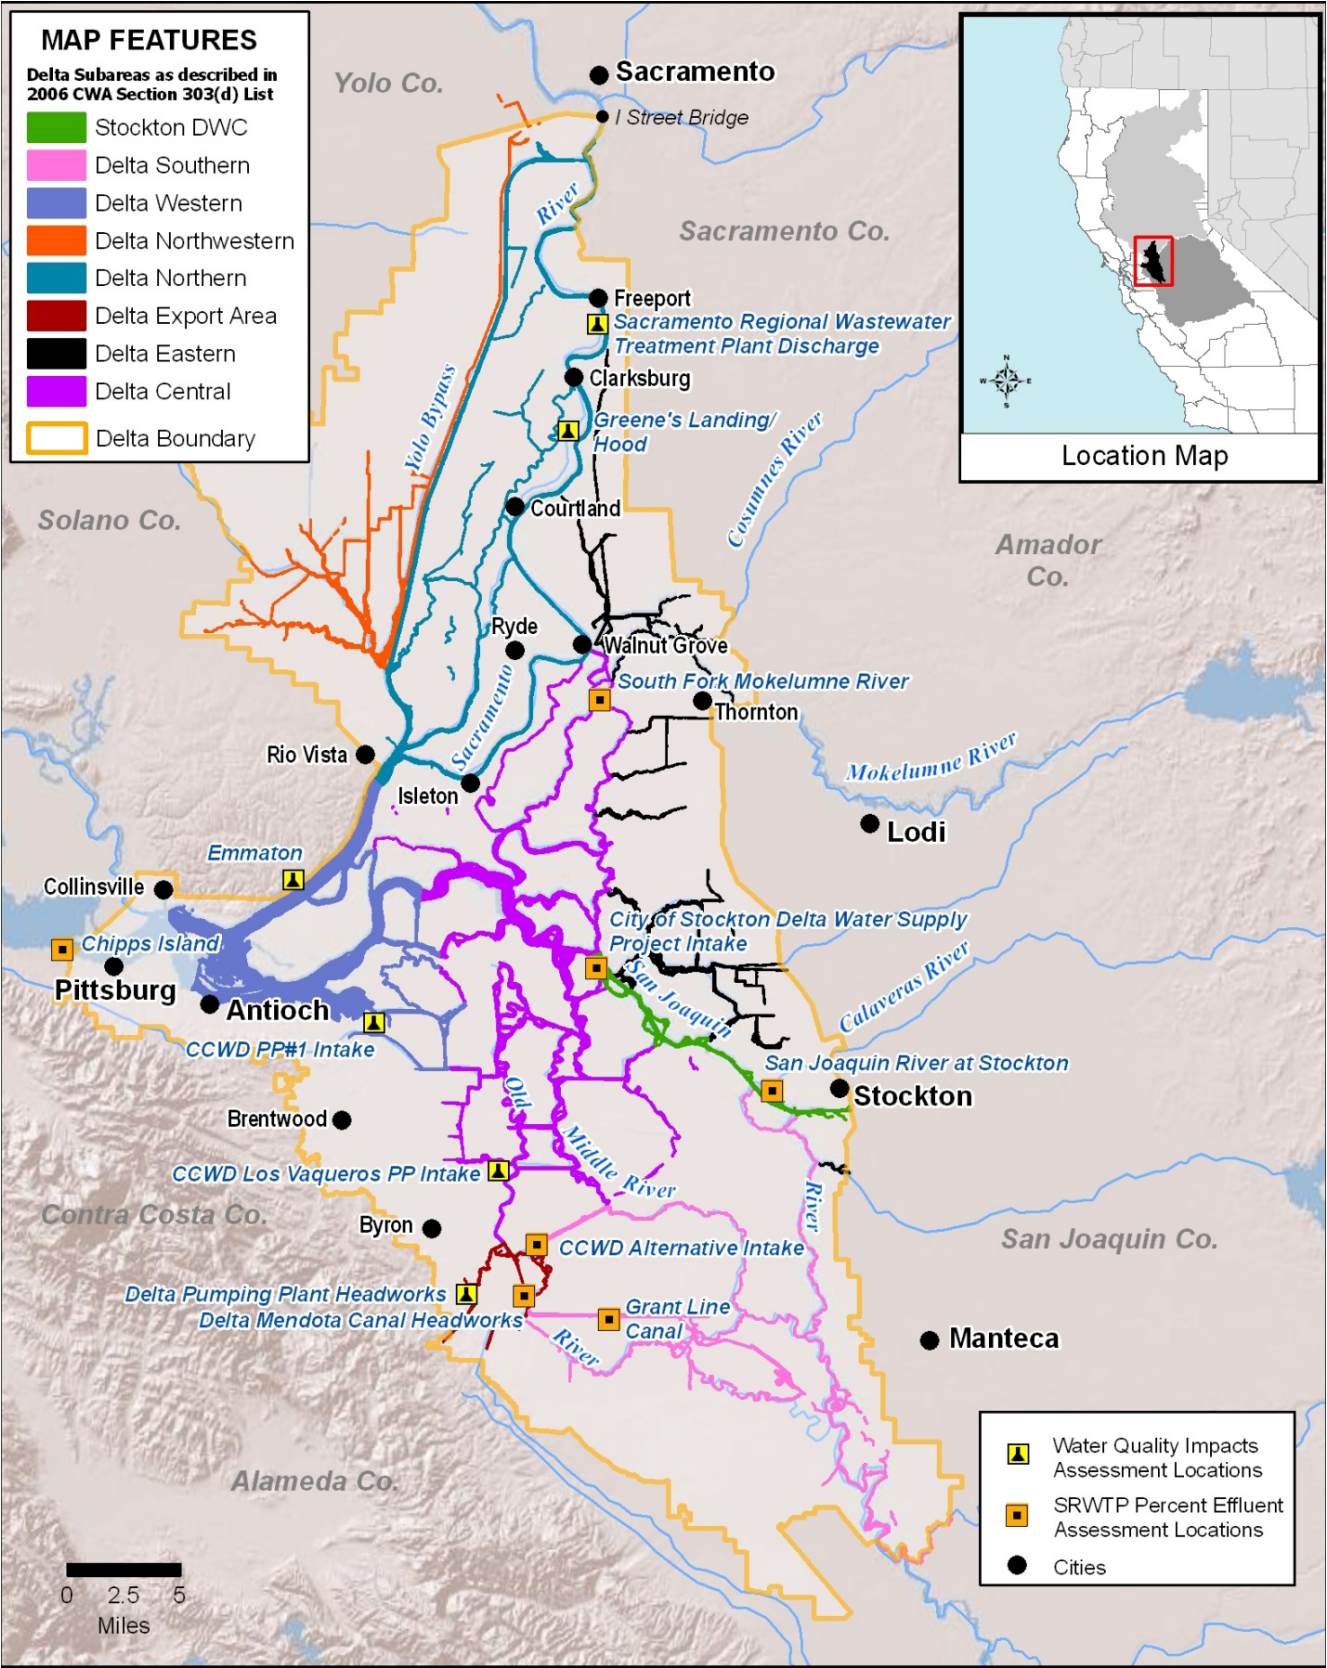 MAP FEATURES
Delta Subareas as described in
2006 CWA Section 303(d) List
Stockton DWC
Delta Southern
Delta Western
Delta Northwestern
Delta Northern
Delta Export Area
Delta Eastern
Delta Central
Delta Boundary
Location Map
N
W E
S
Yolo Co.
Sacramento
I Street Bridge
River
Sacramento Co.
Freeport
Sacramento Regional Wastewater
Treatment Plant Discharge
Clarksburg
Yolo Bypass
Greene's Landing/
Hood
Cosumnes River
Solano Co.
Courtland
Amador
Co.
Ryde
Walnut Grove
Sacramento
South Fork Mokelumne River
Thornton
Rio Vista
Mokelumne River
Isleton
Lodi
Emmaton
Collinsville
City of Stockton Delta Water Supply
Project Intake
Chipps Island
Pittsburg
San Joaquin
Calaveras River
Antioch
CCWD PP#1 Intake
San Joaquin River at Stockton
Stockton
Old
Brentwood
Middle River
CCWD Los Vaqueros PP Intake
River
Contra Costa Co.
Byron
San Joaquin Co.
CCWD Alternative Intake
Delta Pumping Plant Headworks
Delta Mendota Canal Headworks
Grant Line
Canal
River
Manteca
Alameda Co.
Water Quality Impacts
Assessment Locations
SRWTP Percent Effluent
Assessment Locations
Cities
0 2.5 5
Miles